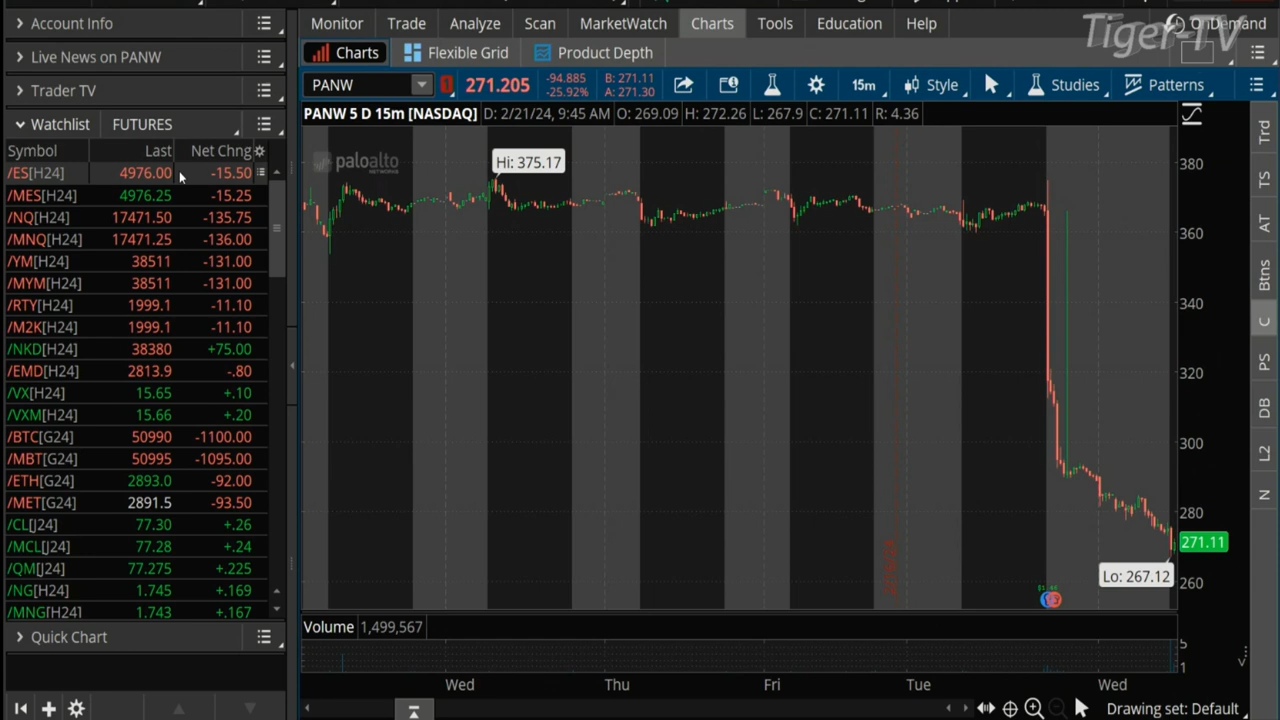 Account Info
Monitor Trade Analyze Scan MarketWatch Charts Tools Education Help OnDemand
Tiger-TV
Live News on PANW
Charts Flexible Grid Product Depth
Trader TV
PANW 271.205 -94.885 -25.92% B: 271.11 A: 271.30 15m Style Studies Patterns
Watchlist FUTURES
PANW 5 D 15m [NASDAQ] D: 2/21/24, 9:45 AM O: 269.09 H: 272.26 L: 267.9 C: 271.11 R: 4.36
Symbol Last Net Chng
/ES[H24] 4976.00 -15.50
/MES[H24] 4976.25 -15.25
/NQ[H24] 17471.50 -135.75
/MNQ[H24] 17471.25 -136.00
/YM[H24] 38511 -131.00
/MYM[H24] 38511 -131.00
/RTY[H24] 1999.1 -11.10
/M2K[H24] 1999.1 -11.10
/NKD[H24] 38380 +75.00
/EMD[H24] 2813.9 -.80
/VX[H24] 15.65 +.10
/VXM[H24] 15.66 +.20
/BTC[G24] 50990 -1100.00
/MBT[G24] 50995 -1095.00
/ETH[G24] 2893.0 -92.00
/MET[G24] 2891.5 -93.50
/CL[J24] 77.30 +.26
/MCL[J24] 77.28 +.24
/QM[J24] 77.275 +.225
/NG[H24] 1.745 +.169
/MNG[H24] 1.743 +.167
Quick Chart
paloalto
NETWORKS
Hi: 375.17
380
360
340
320
300
280
271.11
Lo: 267.12
260
Volume 1,499,567
5
1
Wed Thu Fri Tue Wed
Drawing set: Default
Trd
TS
AT
Btns
C
PS
DB
L2
N